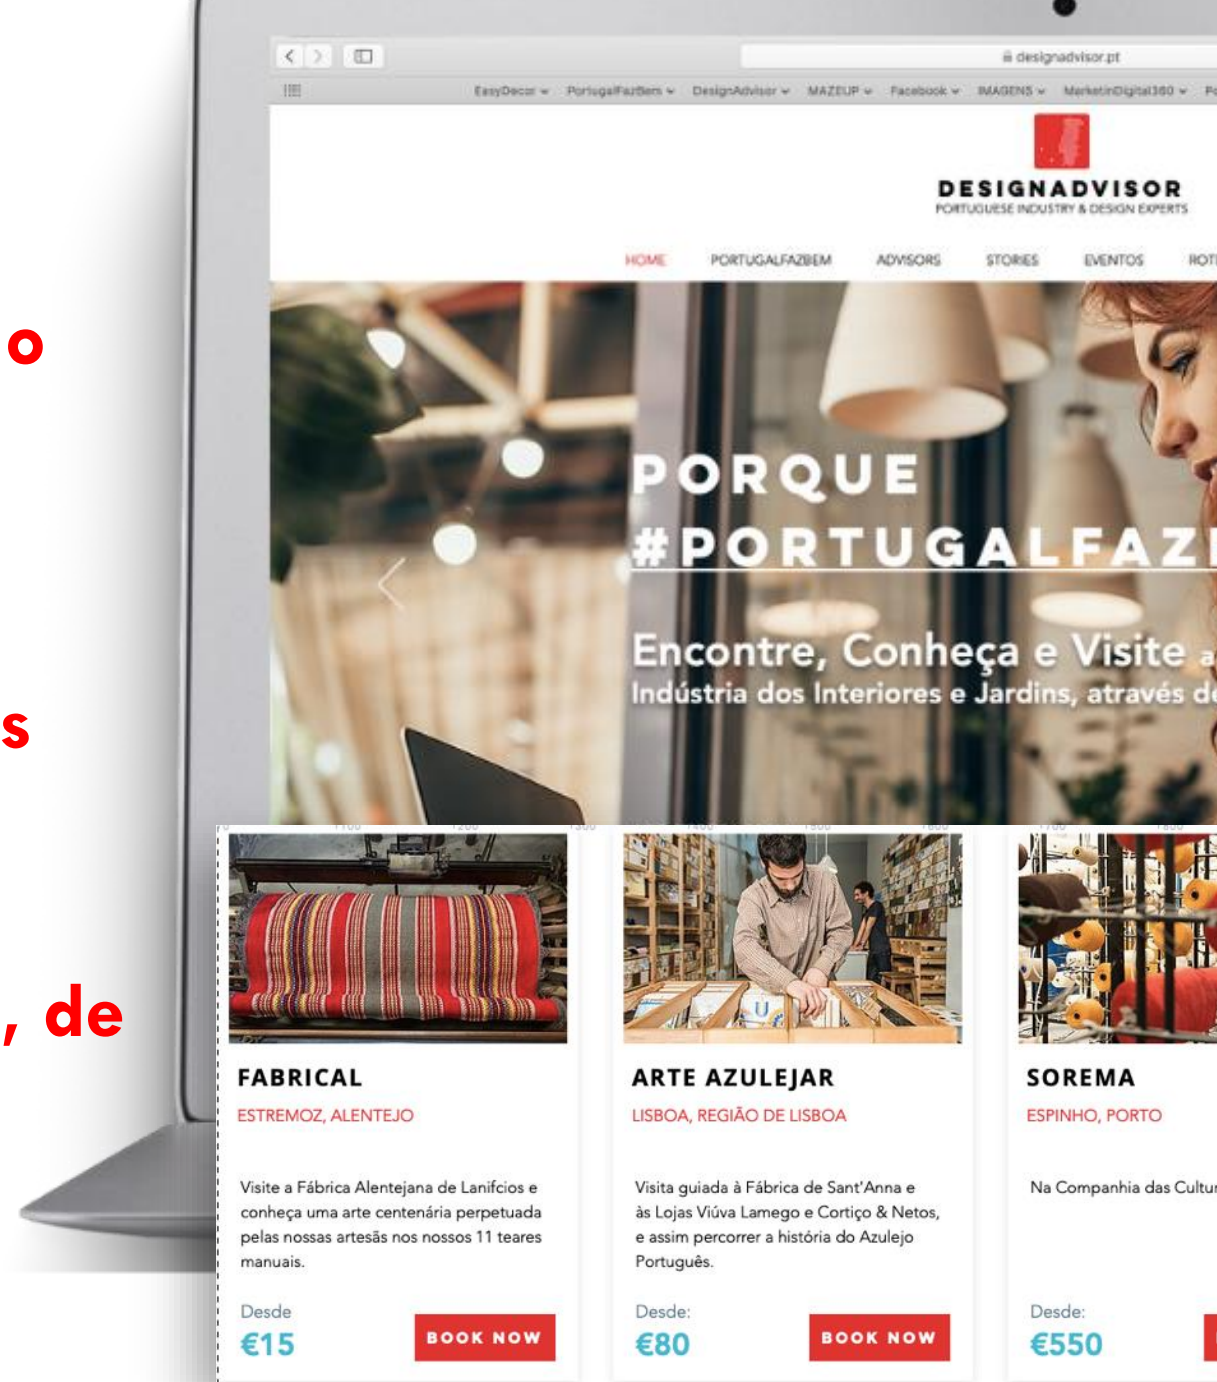 o
s
, de
designadvisor.pt
EasyDecor PortugalFazBem DesignAdvisor MAZEUP Facebook IMAGENS MarketinDigital360
DESIGNADVISOR
PORTUGUESE INDUSTRY & DESIGN EXPERTS
HOME PORTUGALFAZBEM ADVISORS STORIES EVENTOS
PORQUE
#PORTUGALFAZ
Encontre, Conheça e Visite a
Indústria dos Interiores e Jardins, através de
FABRICAL
ESTREMOZ, ALENTEJO
Visite a Fábrica Alentejana de Lanifcios e
conheça uma arte centenária perpetuada
pelas nossas artesãs nos nossos 11 teares
manuais.
Desde
€15
BOOK NOW
ARTE AZULEJAR
LISBOA, REGIÃO DE LISBOA
Visita guiada à Fábrica de Sant'Anna e
às Lojas Viúva Lamego e Cortiço & Netos,
e assim percorrer a história do Azulejo
Português.
Desde:
€80
BOOK NOW
SOREMA
ESPINHO, PORTO
Na Companhia das Cultur
Desde:
€550